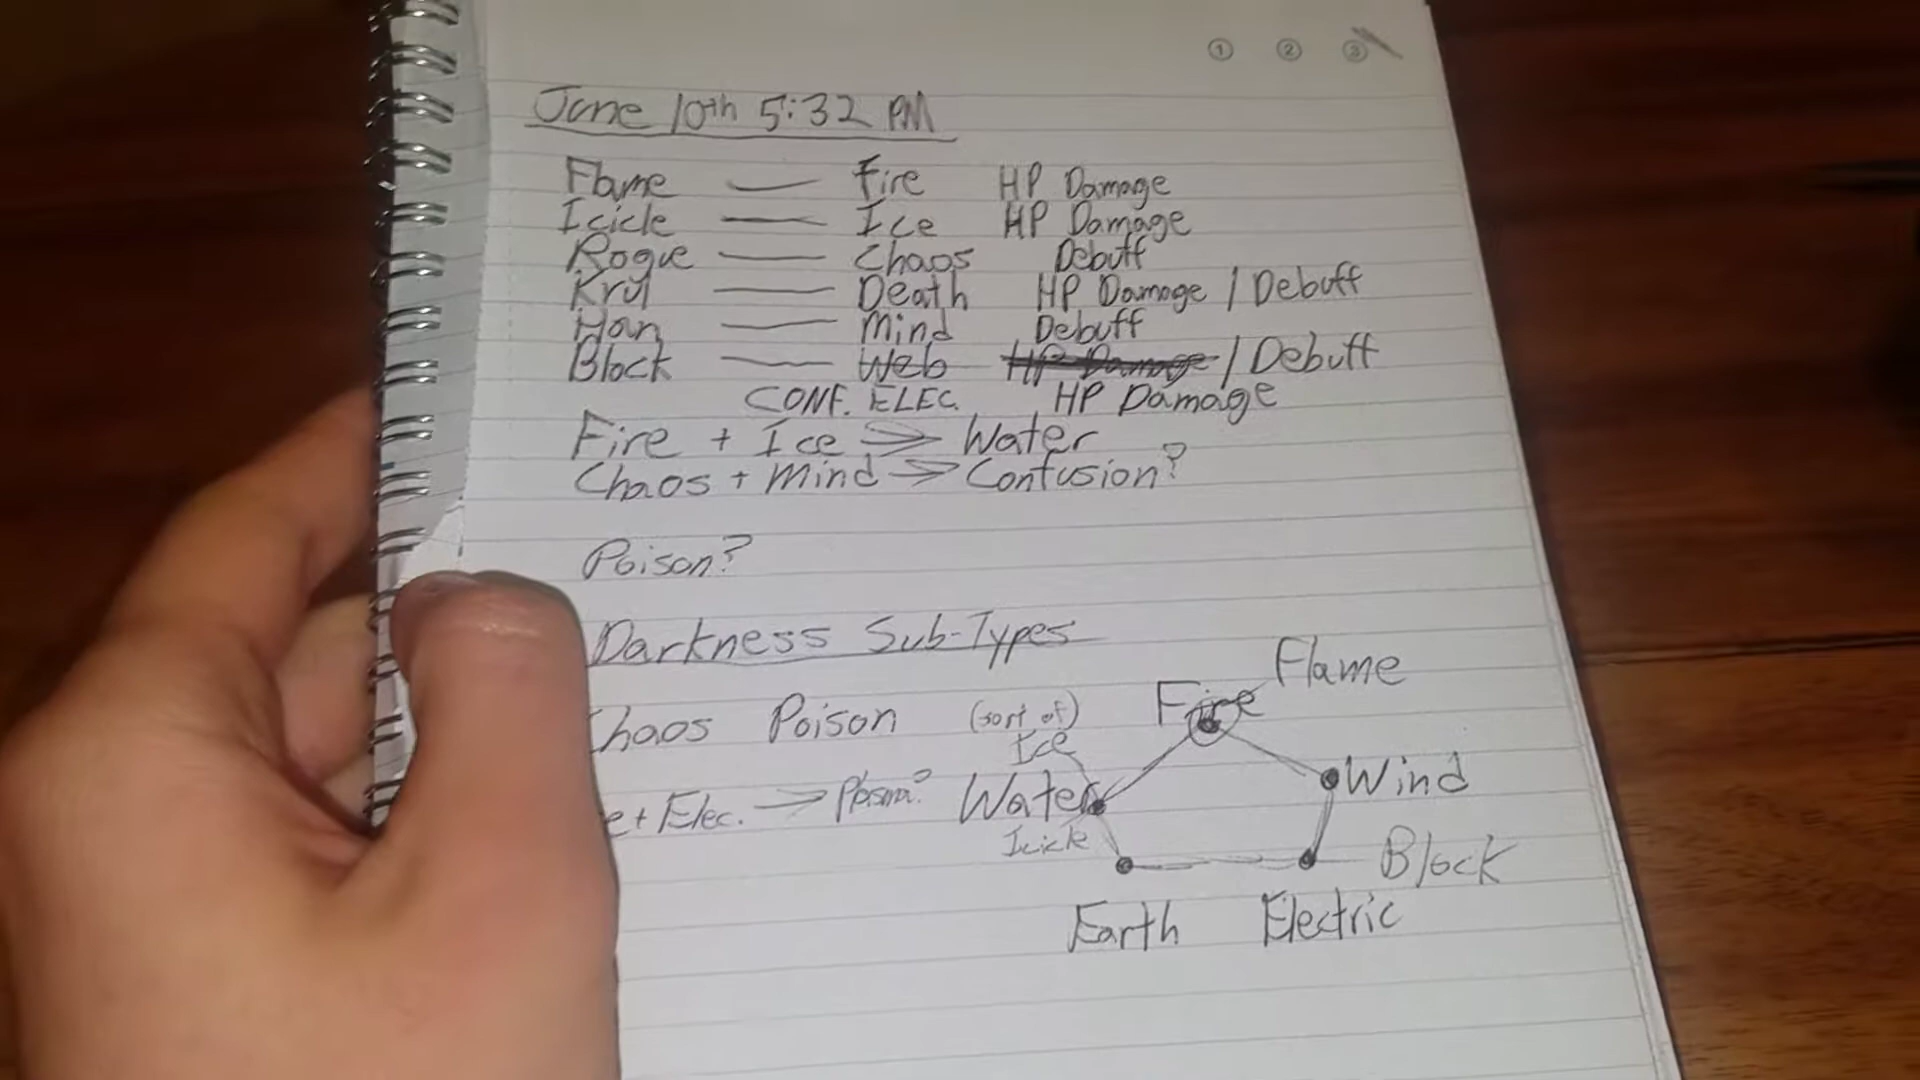 ① ② ③
June 10th 5:32 PM
Flame — Fire HP Damage
Icicle — Ice HP Damage
Rogue — Chaos Debuff
Krul — Death HP Damage / Debuff
Han — Mind Debuff
Block — Web HP Damage / Debuff
CONF. ELEC. HP Damage
Fire + Ice → Water
Chaos + Mind → Confusion?
Poison?
Darkness Sub-Types
Chaos Poison
e + Elec. →
(sort of)
Ice
Fire Flame
Water
Icicle
Wind
Block
Earth Electric